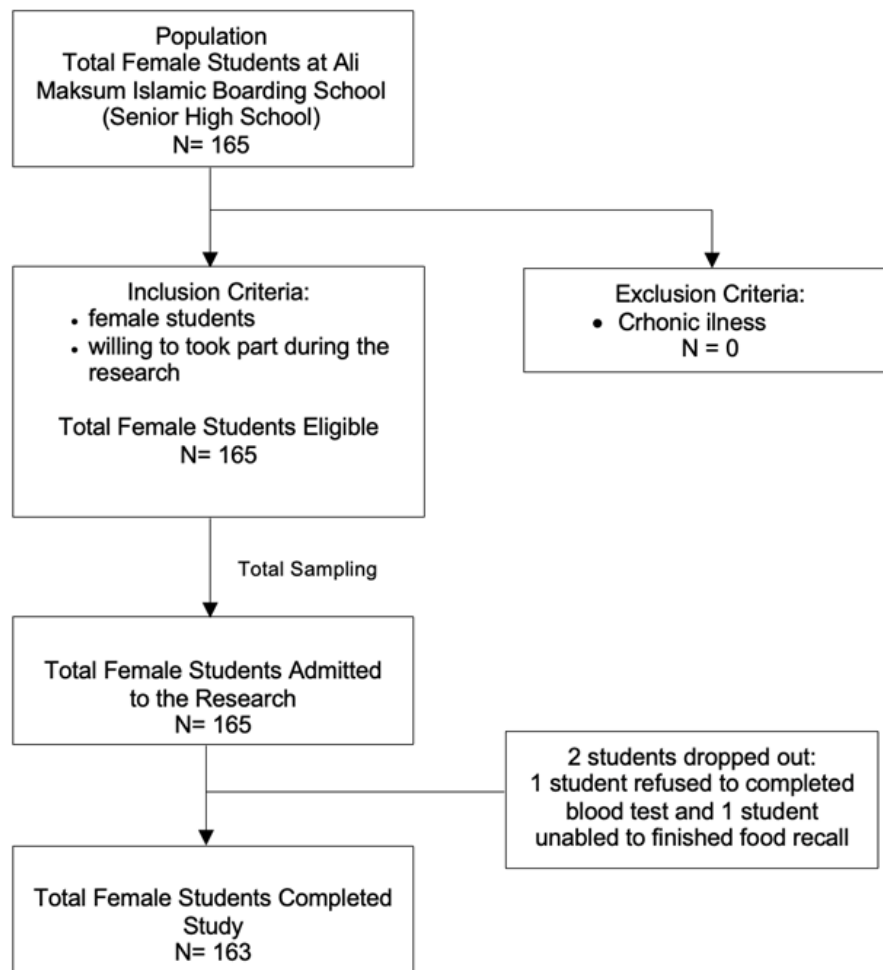 Population
Total Female Students at Ali
Maksum Islamic Boarding School
(Senior High School)
N= 165
Inclusion Criteria:
• female students
• willing to took part during the
research
Total Female Students Eligible
N= 165
Exclusion Criteria:
• Crhonic ilness
N = 0
Total Sampling
Total Female Students Admitted
to the Research
N= 165
2 students dropped out:
1 student refused to completed
blood test and 1 student
unabled to finished food recall
Total Female Students Completed
Study
N= 163